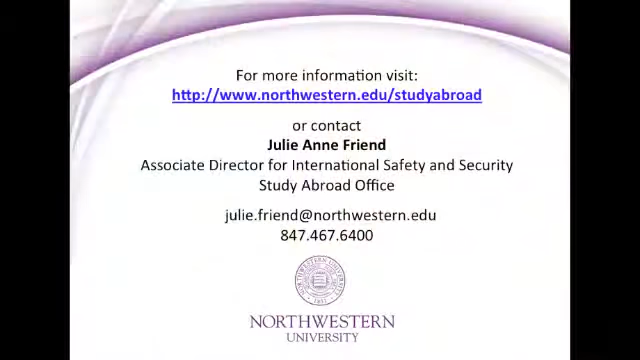 For more information visit:
http://www.northwestern.edu/studyabroad
or contact
Julie Anne Friend
Associate Director for International Safety and Security
Study Abroad Office
julie.friend@northwestern.edu
847.467.6400
NORTHWESTERN
UNIVERSITY